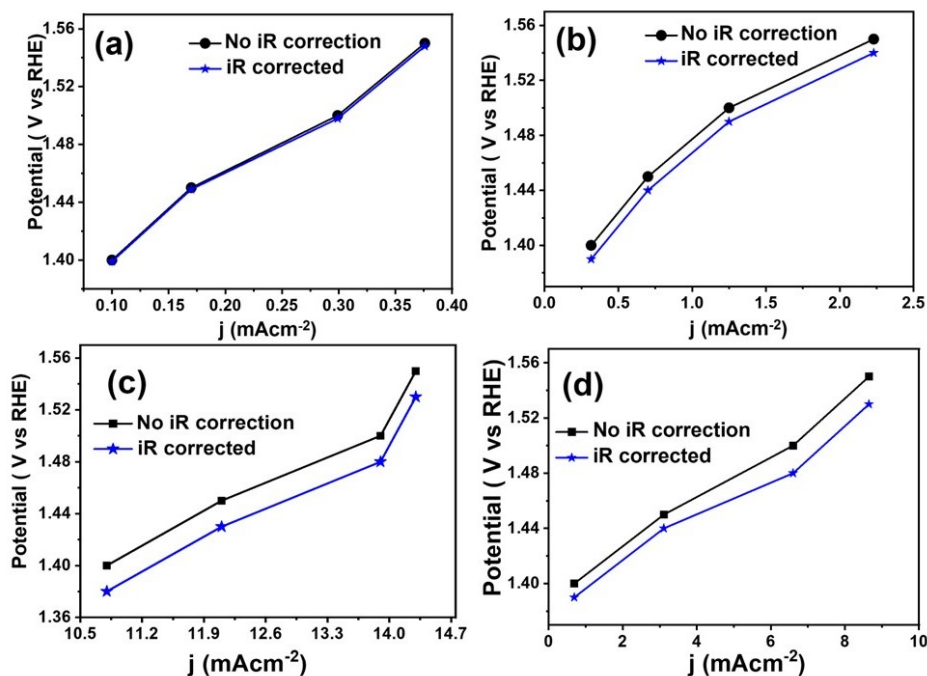 (a)
No iR correction
iR corrected
Potential ( V vs RHE)
1.56
1.52
1.48
1.44
1.40
0.10 0.15 0.20 0.25 0.30 0.35 0.40
j (mAcm-2)
(b)
No iR correction
iR corrected
Potential ( V vs RHE)
1.56
1.52
1.48
1.44
1.40
0.0 0.5 1.0 1.5 2.0 2.5
j (mAcm-2)
(c)
No iR correction
iR corrected
Potential ( V vs RHE)
1.56
1.52
1.48
1.44
1.40
1.36
10.5 11.2 11.9 12.6 13.3 14.0 14.7
j (mAcm-2)
(d)
No iR correction
iR corrected
Potential ( V vs RHE)
1.56
1.52
1.48
1.44
1.40
0 2 4 6 8 10
j (mAcm-2)